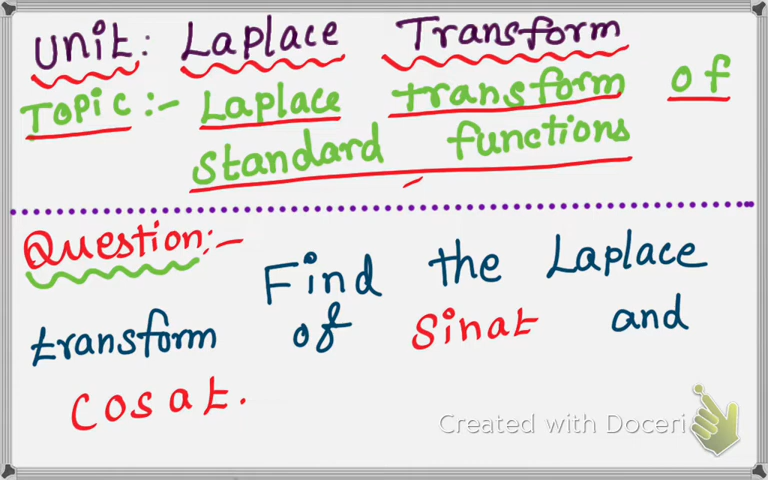 Unit: Laplace Transform
Topic :- Laplace transform of
standard functions
Question:-
Find the Laplace
transform of Sinat and
Cosat.
Created with Doceri